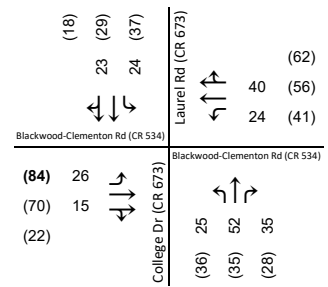 (18) (29) (37)
23 24
Laurel Rd (CR 673)
(62)
40 (56)
24 (41)
Blackwood-Clementon Rd (CR 534)
Blackwood-Clementon Rd (CR 534)
(84) 26
(70) 15
(22)
College Dr (CR 673)
25 52 35
(36) (35) (28)